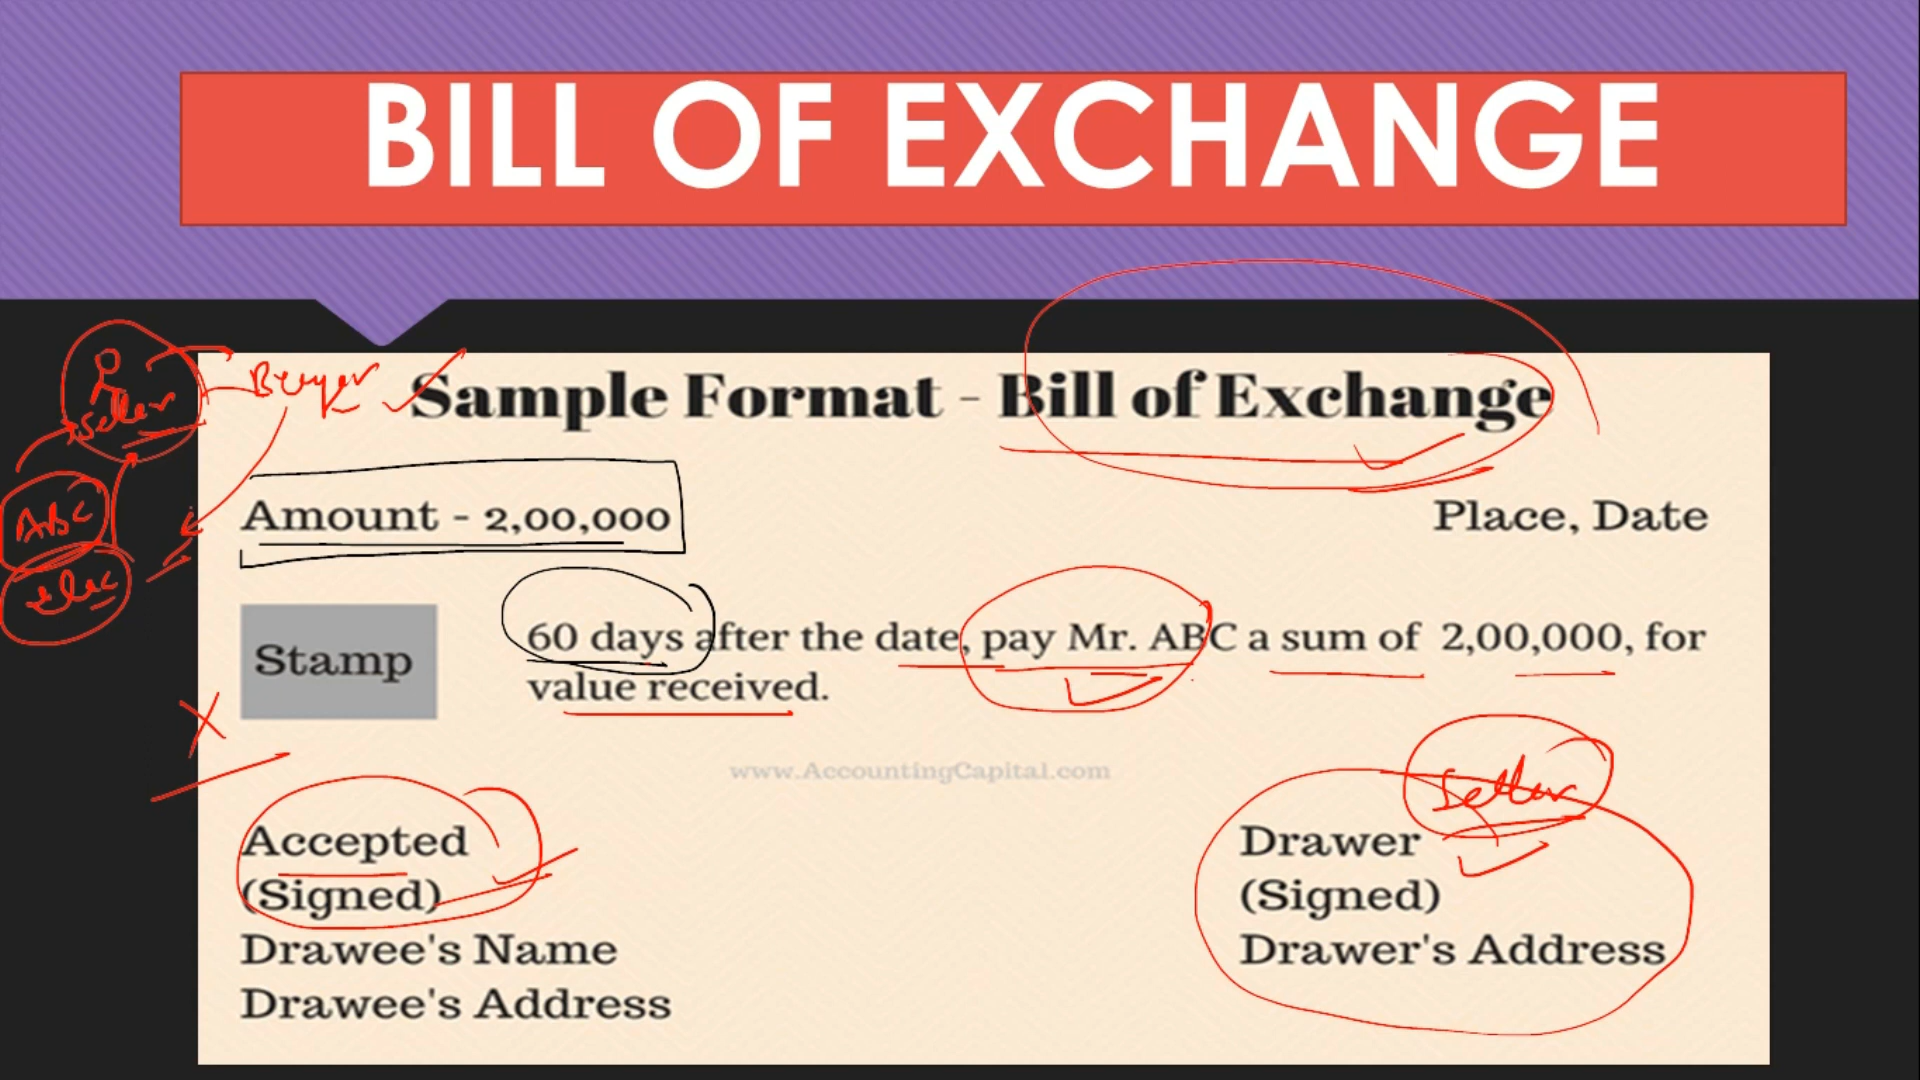 BILL OF EXCHANGE
Seller
Buyer
Sample Format - Bill of Exchange
ABC
Amount - 2,00,000
Place, Date
Stamp
60 days after the date, pay Mr. ABC a sum of 2,00,000, for
value received.
www.AccountingCapital.com
Seller
Accepted
(Signed)
Drawee's Name
Drawee's Address
Drawer
(Signed)
Drawer's Address